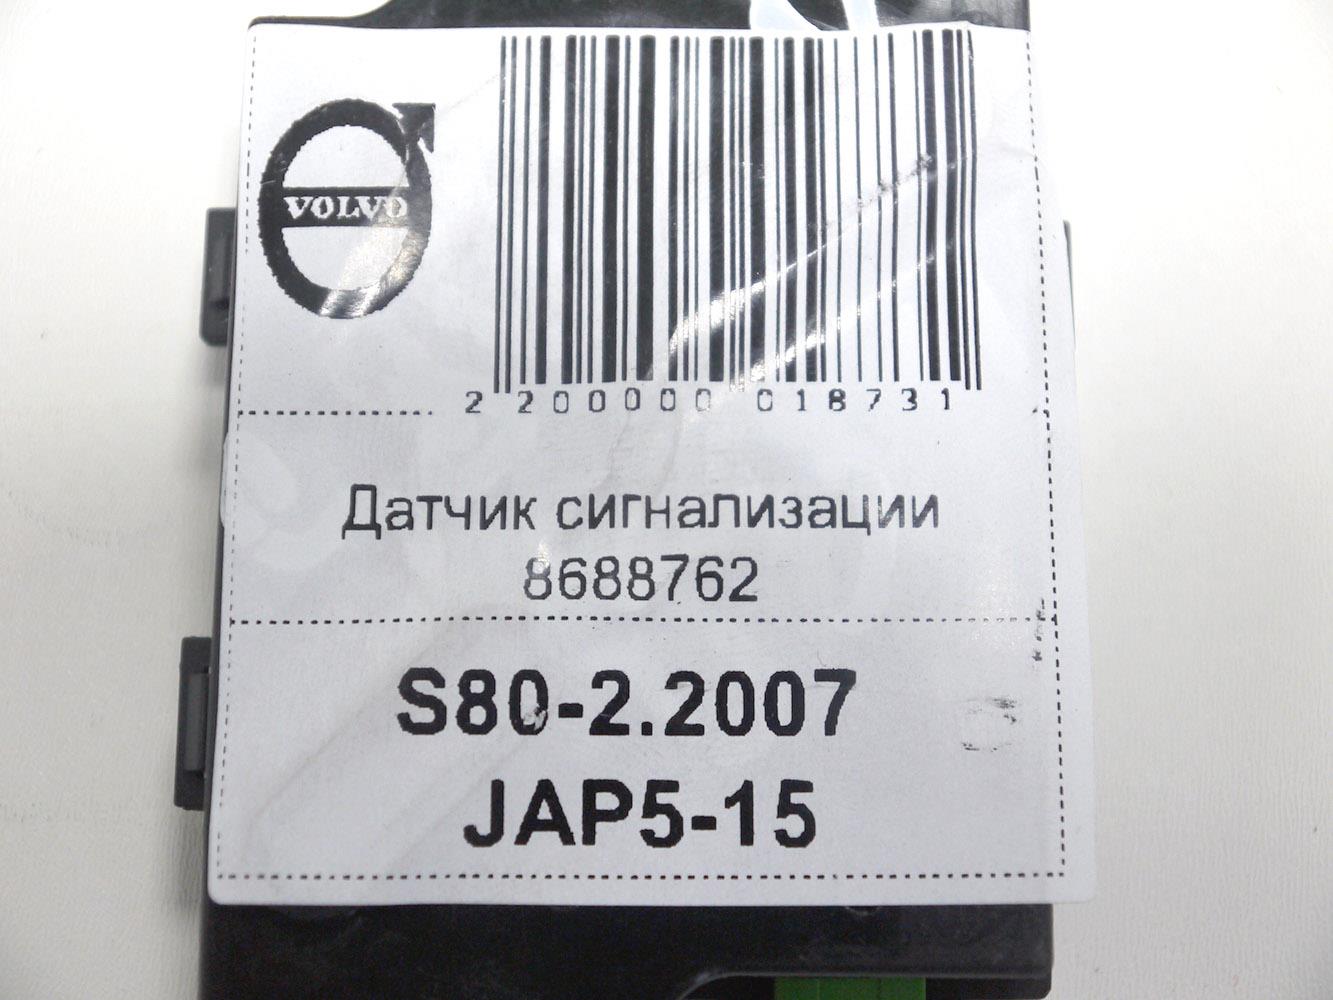 VOLVO
2 200000 018731
Датчик сигнализации
8688762
S80-2.2007
JAP5-15